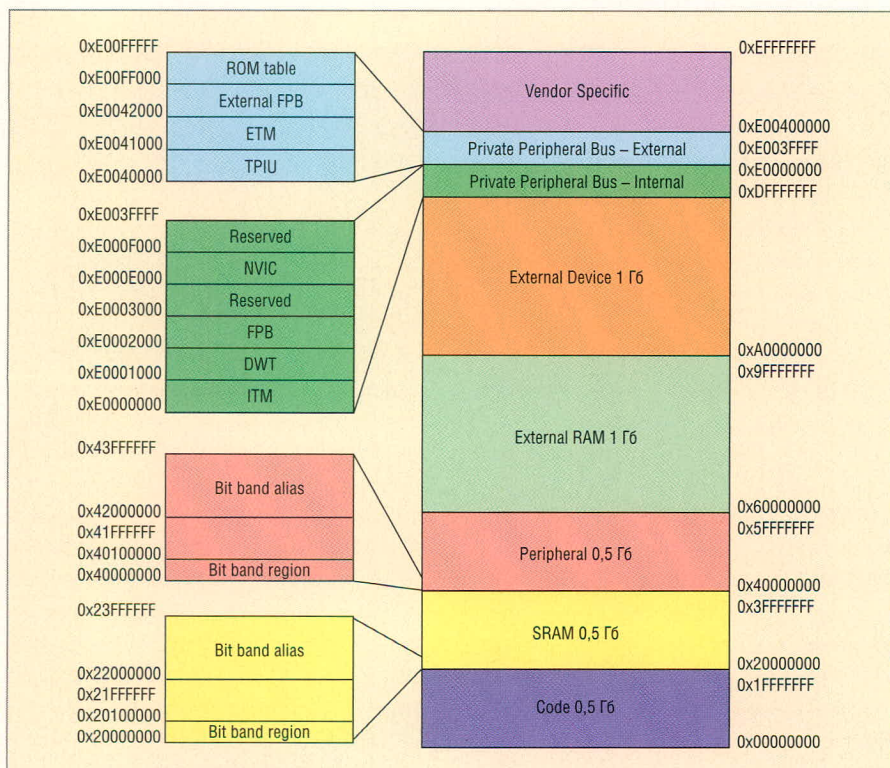 0xE00FFFFF
ROM table
0xE00FF000
External FPB
0xE0042000
ETM
0xE0041000
TPIU
0xE0040000
0xE003FFFF
Reserved
0xE000F000
NVIC
0xE000E000
Reserved
0xE0003000
FPB
0xE0002000
DWT
0xE0001000
ITM
0xE0000000
0x43FFFFFF
Bit band alias
0x42000000
0x41FFFFFF
0x40100000
Bit band region
0x40000000
0x23FFFFFF
Bit band alias
0x22000000
0x21FFFFFF
0x20100000
Bit band region
0x20000000
0xEFFFFFFF
Vendor Specific
0xE00400000
Private Peripheral Bus – External
0xE003FFFF
0xE0000000
Private Peripheral Bus – Internal
0xDFFFFFFF
External Device 1 Гб
0xA0000000
0x9FFFFFFF
External RAM 1 Гб
0x60000000
0x5FFFFFFF
Peripheral 0,5 Гб
0x40000000
0x3FFFFFFF
SRAM 0,5 Гб
0x20000000
0x1FFFFFFF
Code 0,5 Гб
0x00000000